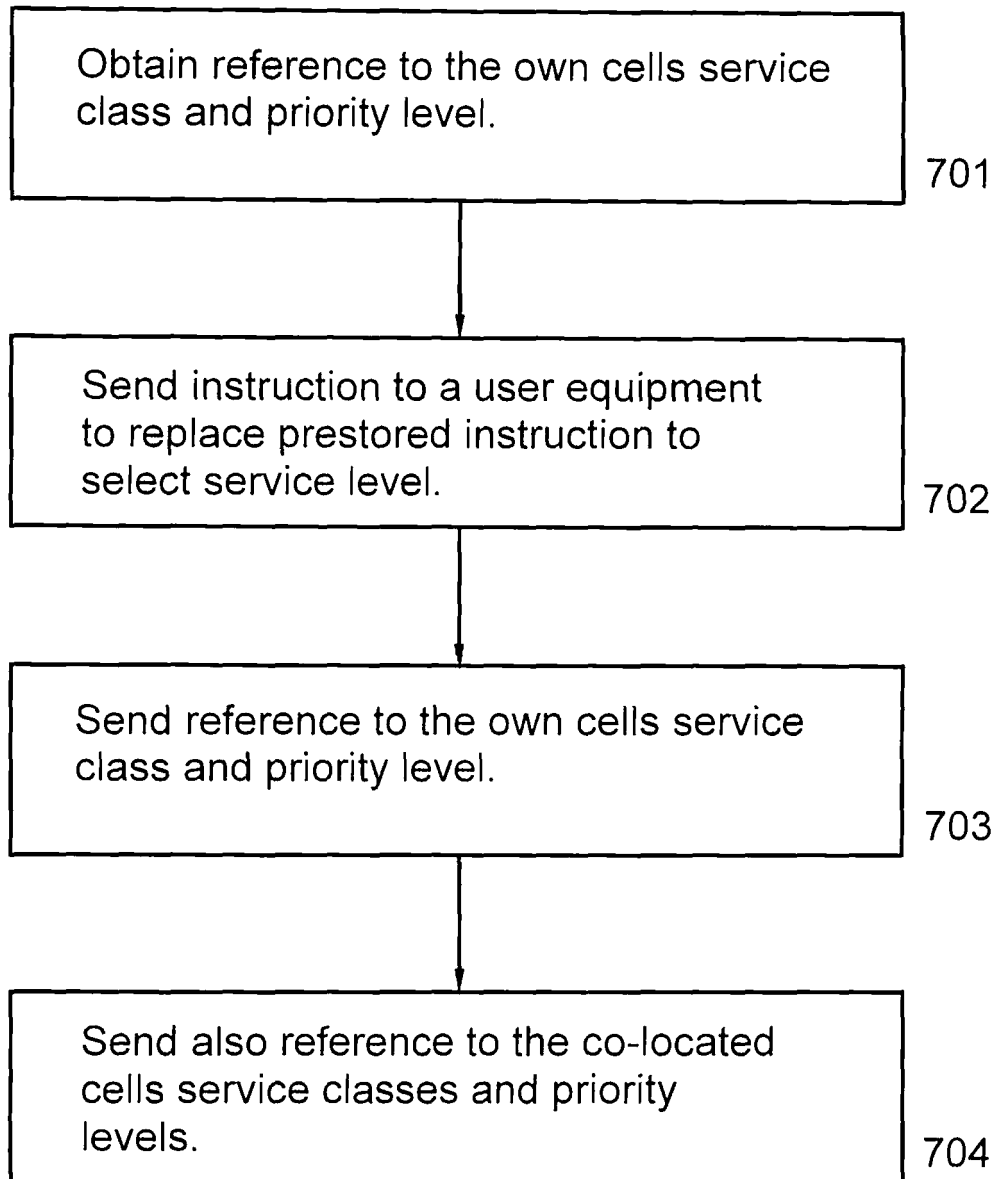 Obtain reference to the own cells service
class and priority level.
701
Send instruction to a user equipment
to replace prestored instruction to
select service level.
702
Send reference to the own cells service
class and priority level.
703
Send also reference to the co-located
cells service classes and priority
levels.
704